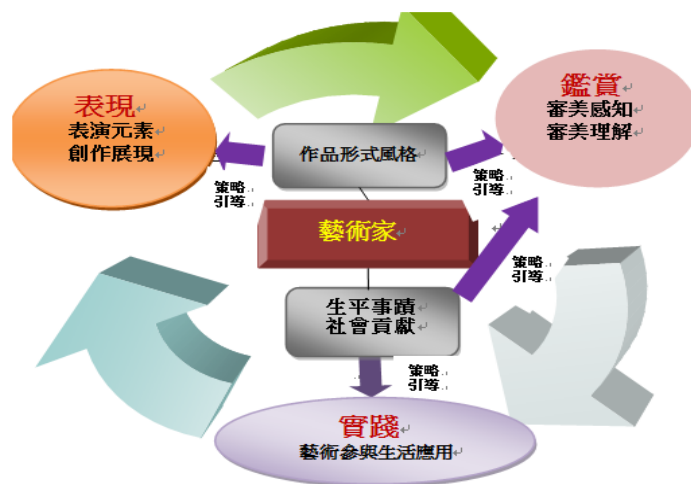 表現
表演元素
創作展現
鑑賞
審美感知
審美理解
作品形式風格
策略
引導
策略
引導
藝術家
策略
引導
生平事蹟
社會貢獻
策略
引導
實踐
藝術參與生活應用